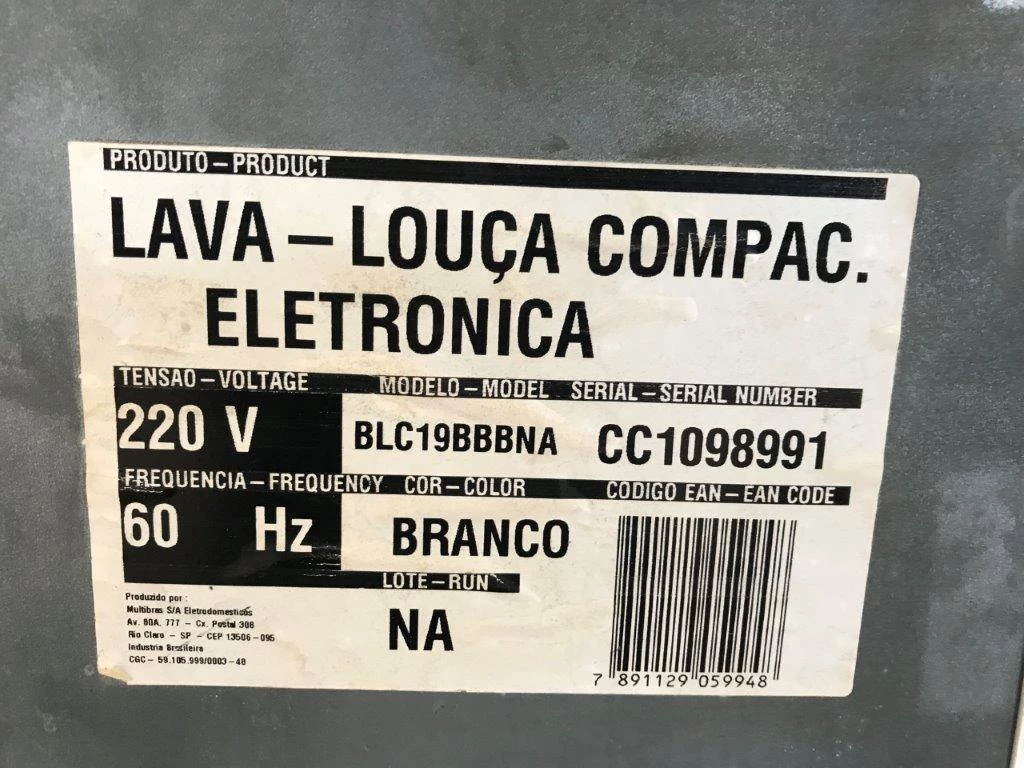 PRODUTO – PRODUCT
LAVA – LOUÇA COMPAC.
ELETRONICA
TENSAO – VOLTAGE MODELO – MODEL SERIAL – SERIAL NUMBER
220 V BLC19BBBNA CC1098991
FREQUENCIA – FREQUENCY COR – COLOR CODIGO EAN – EAN CODE
60 Hz BRANCO
LOTE – RUN
NA
Produzido por :
Multibras S/A Eletrodomesticos
Av. 80A, 777 – Cx. Postal 308
Rio Claro – SP – CEP 13506 – 095
Industria Brasileira
CGC – 59.105.999/0003 – 48
7 891129 059948